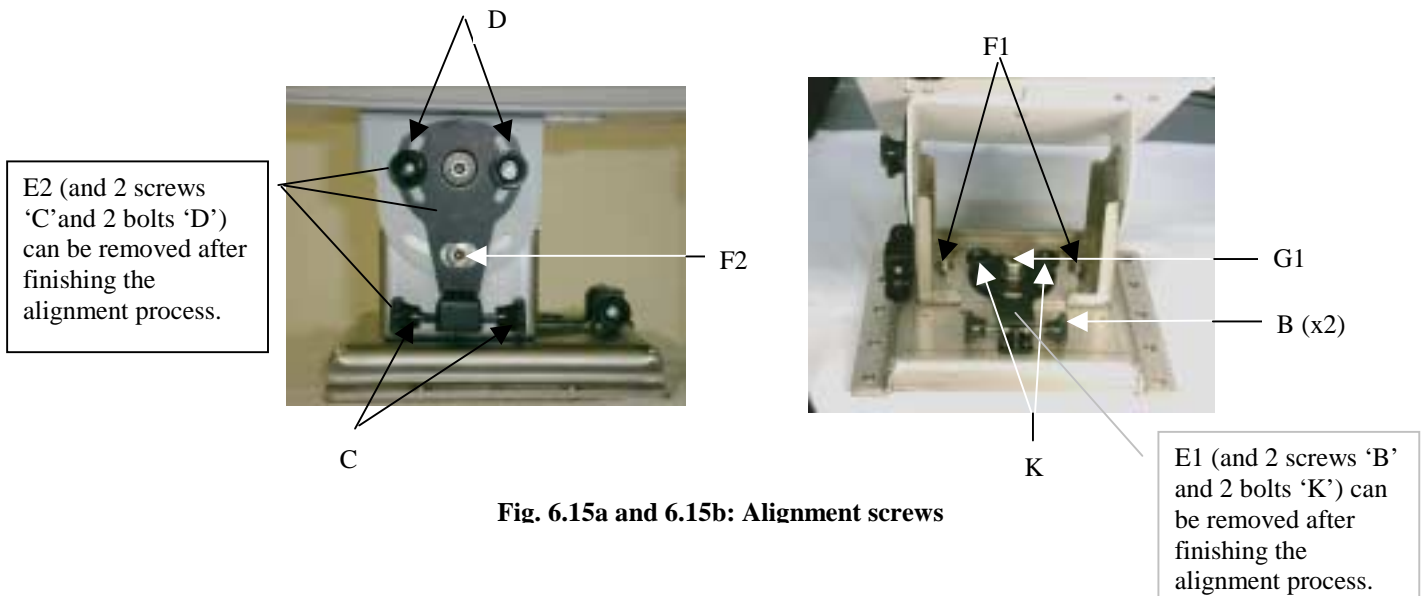 D
F1
E2 (and 2 screws
‘C’and 2 bolts ‘D’)
can be removed after
finishing the
alignment process.
F2
G1
B (x2)
C
K
E1 (and 2 screws ‘B’
and 2 bolts ‘K’) can
be removed after
finishing the
alignment process.
Fig. 6.15a and 6.15b: Alignment screws